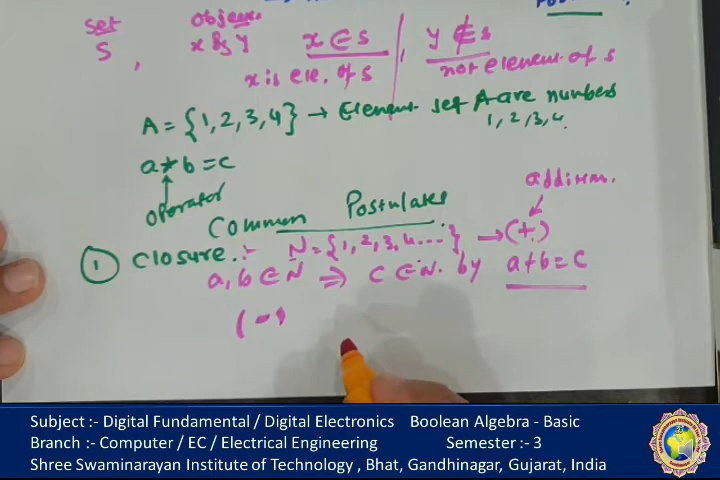 Set Objects.
S, x & y x ∈ S, y ∉ s
x is ele. of s not element of s
A = {1, 2, 3, 4} → Element set A are numbers
1, 2, 3, 4.
a * b = c
operator
addition.
Common Postulates
① Closure :- N = {1, 2, 3, 4 ....} → (+)
a, b ∈ N ⇒ c ∈ N. by a + b = c
(-)
Subject :- Digital Fundamental / Digital Electronics Boolean Algebra - Basic
Branch :- Computer / EC / Electrical Engineering Semester :- 3
Shree Swaminarayan Institute of Technology , Bhat, Gandhinagar, Gujarat, India